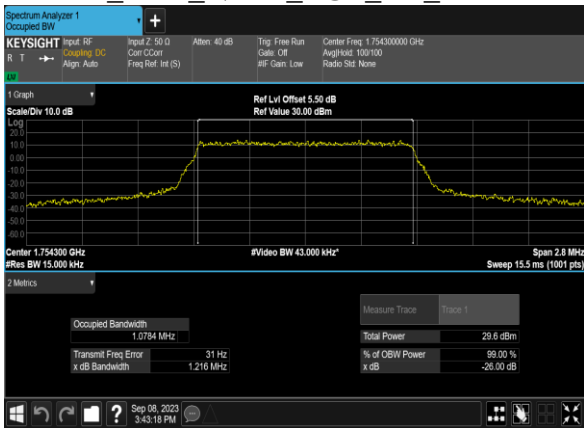 Spectrum Analyzer 1
Occupied BW
+
KEYSIGHT
R T
LV
Input: RF
Coupling: DC
Align: Auto
Input Z: 50 Ω
Corr CCorr
Freq Ref: Int (S)
Atten: 40 dB
Trig: Free Run
Gate: Off
#IF Gain: Low
Center Freq: 1.754300000 GHz
Avg|Hold: 100/100
Radio Std: None
1 Graph
Scale/Div 10.0 dB
Ref Lvl Offset 5.50 dB
Ref Value 30.00 dBm
Log
20.0
10.0
0.00
-10.0
-20.0
-30.0
-40.0
-50.0
-60.0
Center 1.754300 GHz
#Res BW 15.000 kHz
#Video BW 43.000 kHz*
Span 2.8 MHz
Sweep 15.5 ms (1001 pts)
2 Metrics
Measure Trace
Trace 1
Occupied Bandwidth
1.0784 MHz
Total Power
29.6 dBm
Transmit Freq Error
31 Hz
% of OBW Power
99.00 %
x dB Bandwidth
1.216 MHz
x dB
-26.00 dB
?
Sep 08, 2023
3:43:18 PM